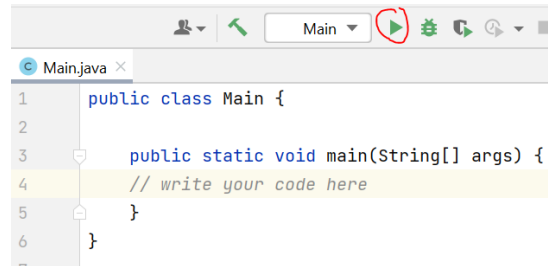 Main
C Main.java
1 public class Main {
2
3 public static void main(String[] args) {
4 // write your code here
5 }
6 }